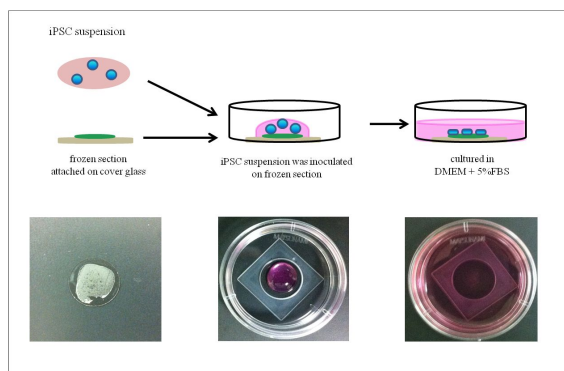 iPSC suspension
frozen section
attached on cover glass
iPSC suspension was inoculated
on frozen section
cultured in
DMEM + 5%FBS